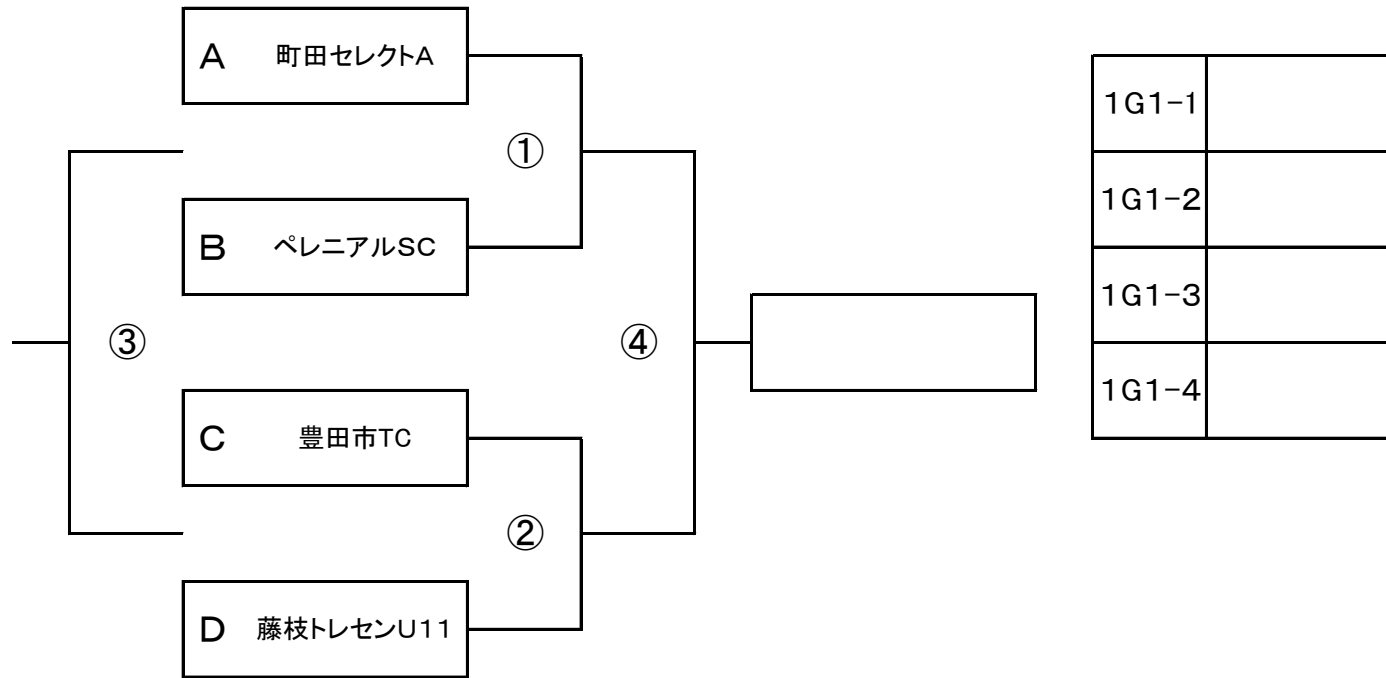 A 町田セレクトA
1G1-1
①
1G1-2
B ペレニアルSC
1G1-3
③
④
1G1-4
C 豊田市TC
②
D 藤枝トレセンU11